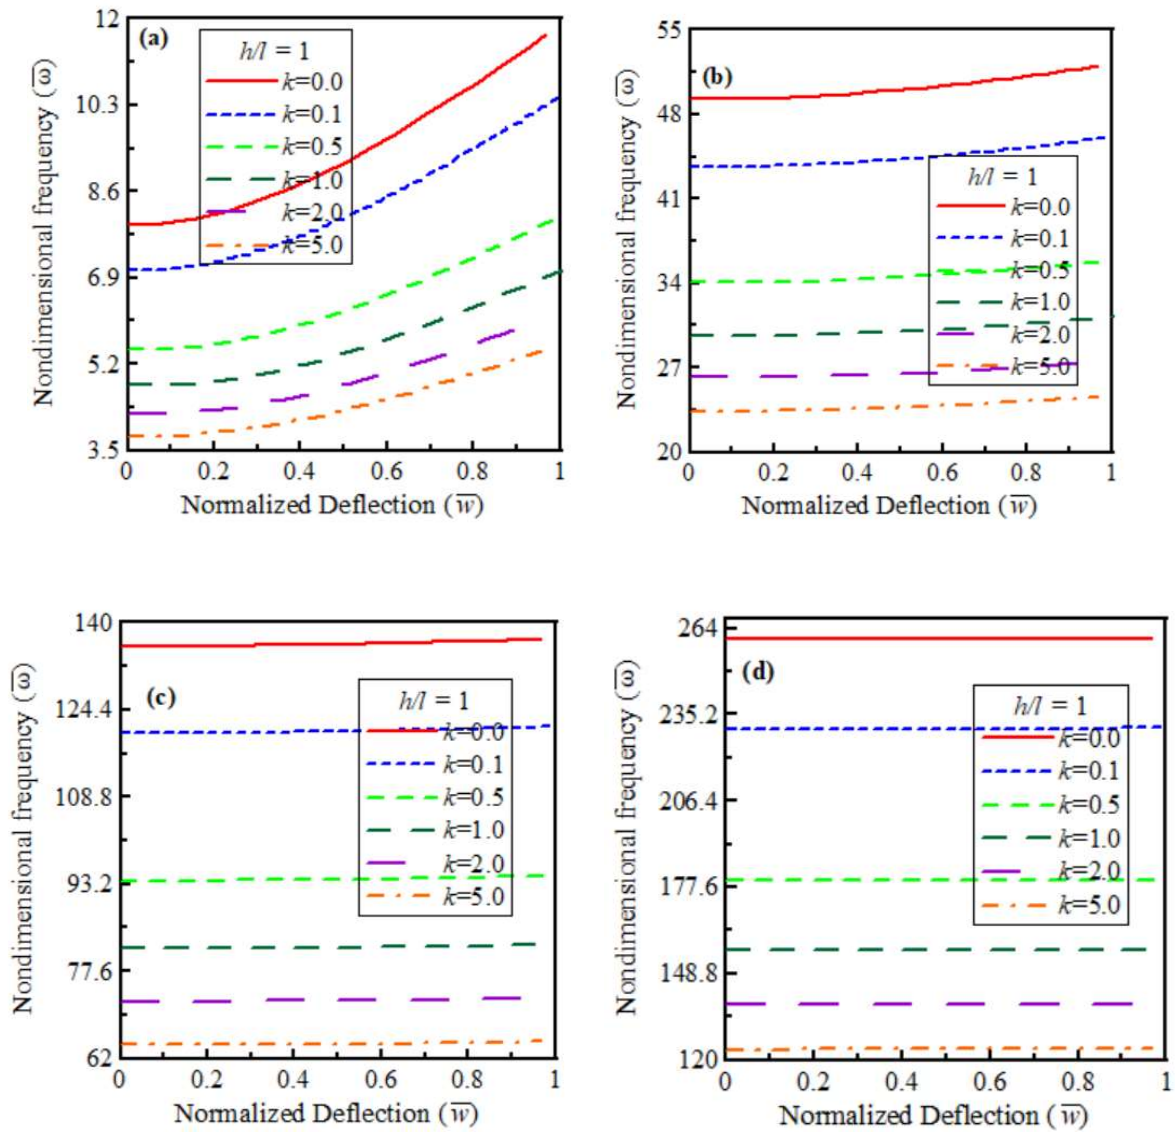 (a)
h/l = 1
k=0.0
k=0.1
k=0.5
k=1.0
k=2.0
k=5.0
12
10.3
8.6
6.9
5.2
3.5
0 0.2 0.4 0.6 0.8 1
Nondimensional frequency (ω̅)
Normalized Deflection (w̅)
(b)
h/l = 1
k=0.0
k=0.1
k=0.5
k=1.0
k=2.0
k=5.0
55
48
41
34
27
20
0 0.2 0.4 0.6 0.8 1
Nondimensional frequency (ω̅)
Normalized Deflection (w̅)
(c)
h/l = 1
k=0.0
k=0.1
k=0.5
k=1.0
k=2.0
k=5.0
140
124.4
108.8
93.2
77.6
62
0 0.2 0.4 0.6 0.8 1
Nondimensional frequency (ω̅)
Normalized Deflection (w̅)
(d)
h/l = 1
k=0.0
k=0.1
k=0.5
k=1.0
k=2.0
k=5.0
264
235.2
206.4
177.6
148.8
120
0 0.2 0.4 0.6 0.8 1
Nondimensional frequency (ω̅)
Normalized Deflection (w̅)